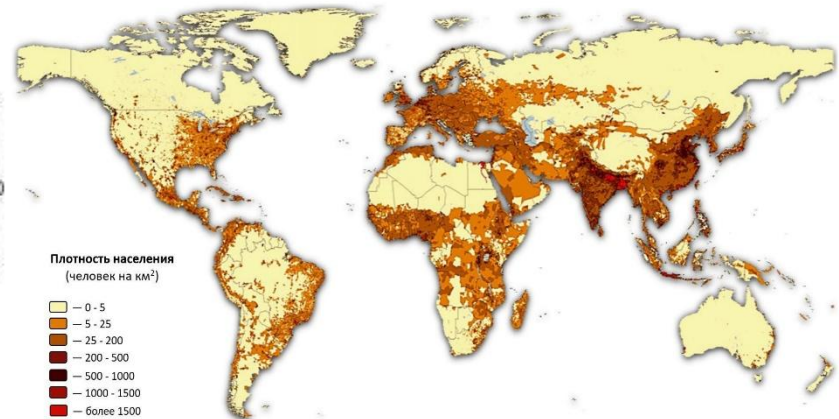 Плотность населения
(человек на км²)
— 0 - 5
— 5 - 25
— 25 - 200
— 200 - 500
— 500 - 1000
— 1000 - 1500
— более 1500